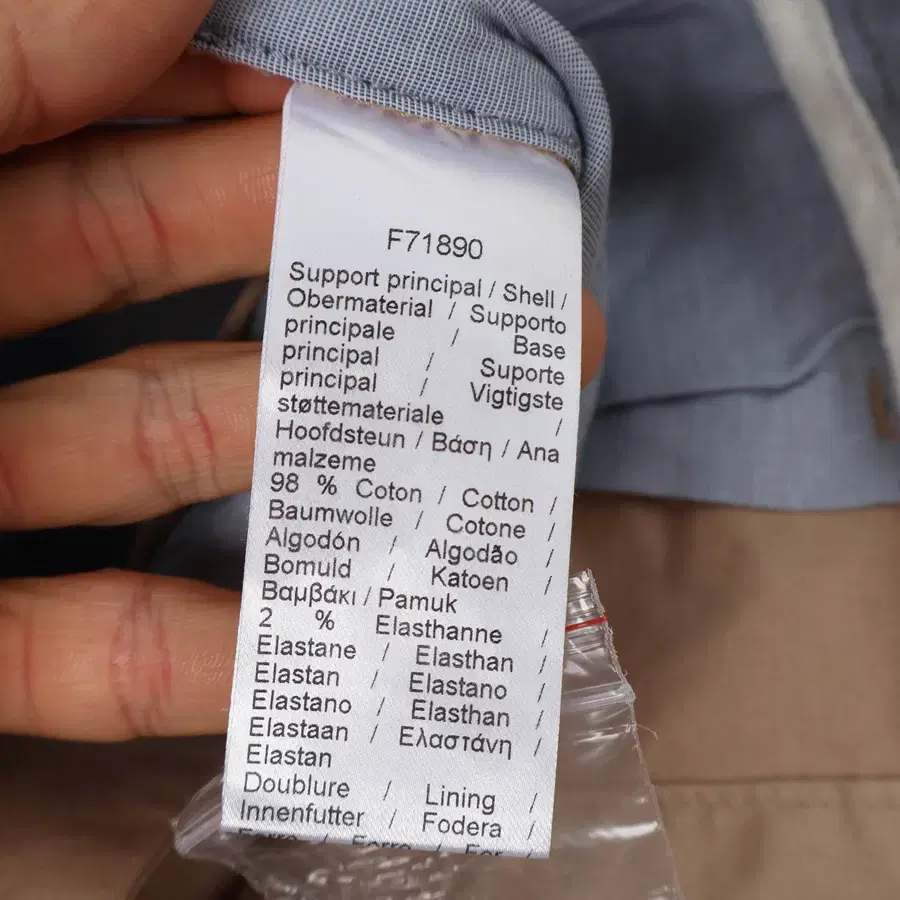 F71890
Support principal / Shell /
Obermaterial / Supporto
principale / Base
principal / Suporte
principal / Vigtigste
støttemateriale /
Hoofdsteun / Βάση / Ana
malzeme
98 % Coton / Cotton /
Baumwolle / Cotone /
Algodón / Algodão /
Bomuld / Katoen /
Βαμβάκι / Pamuk
2 % Elasthanne /
Elastane / Elasthan /
Elastan / Elastano /
Elastano / Elasthan /
Elastaan / Ελαστάνη /
Elastan
Doublure / Lining /
Innenfutter / Fodera /